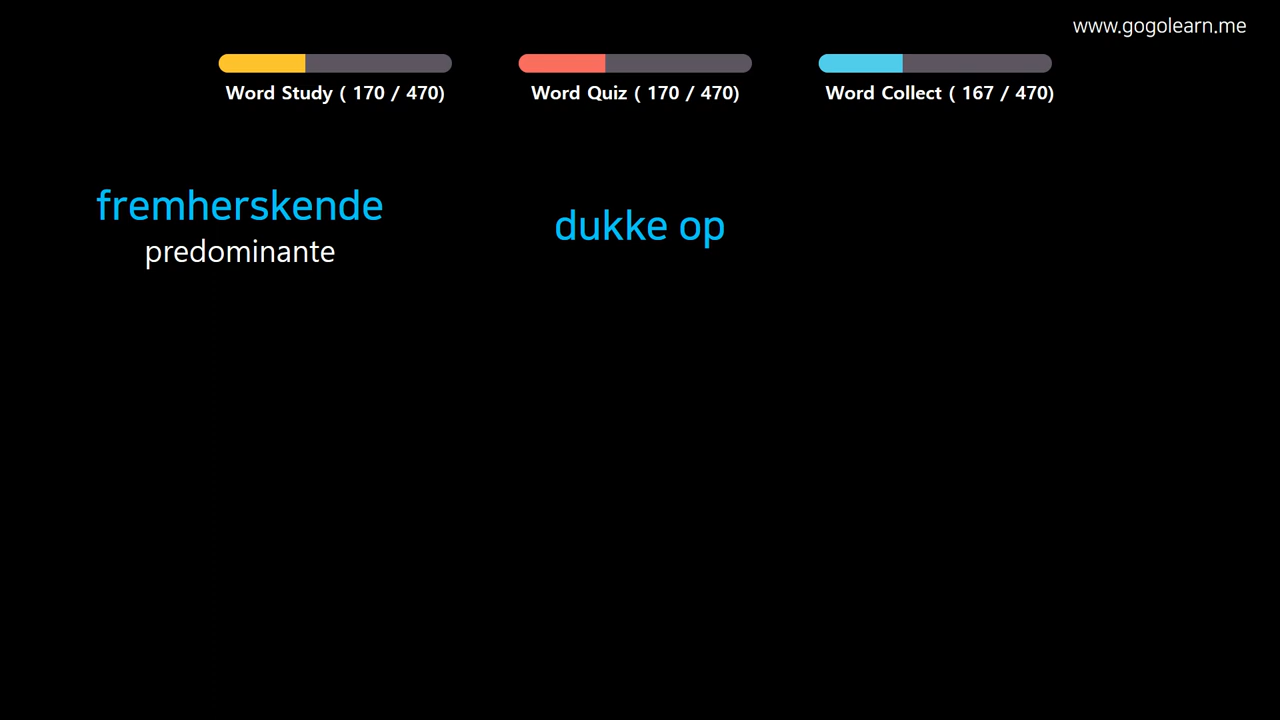 www.gogolearn.me
Word Study ( 170 / 470)
Word Quiz ( 170 / 470)
Word Collect ( 167 / 470)
fremherskende
predominante
dukke op